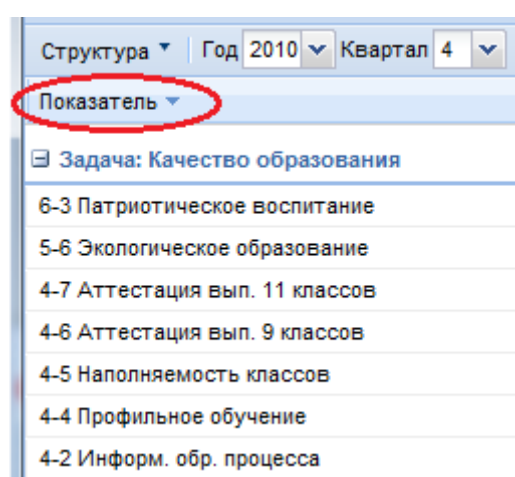 Структура Год 2010 Квартал 4
Показатель
Задача: Качество образования
6-3 Патриотическое воспитание
5-6 Экологическое образование
4-7 Аттестация вып. 11 классов
4-6 Аттестация вып. 9 классов
4-5 Наполняемость классов
4-4 Профильное обучение
4-2 Информ. обр. процесса